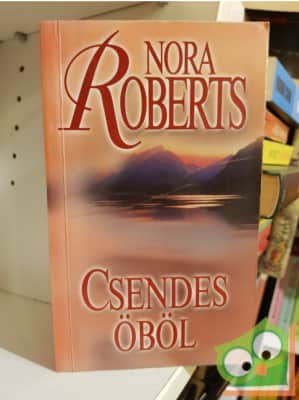 NORA
ROBERTS
CSENDES
ÖBÖL